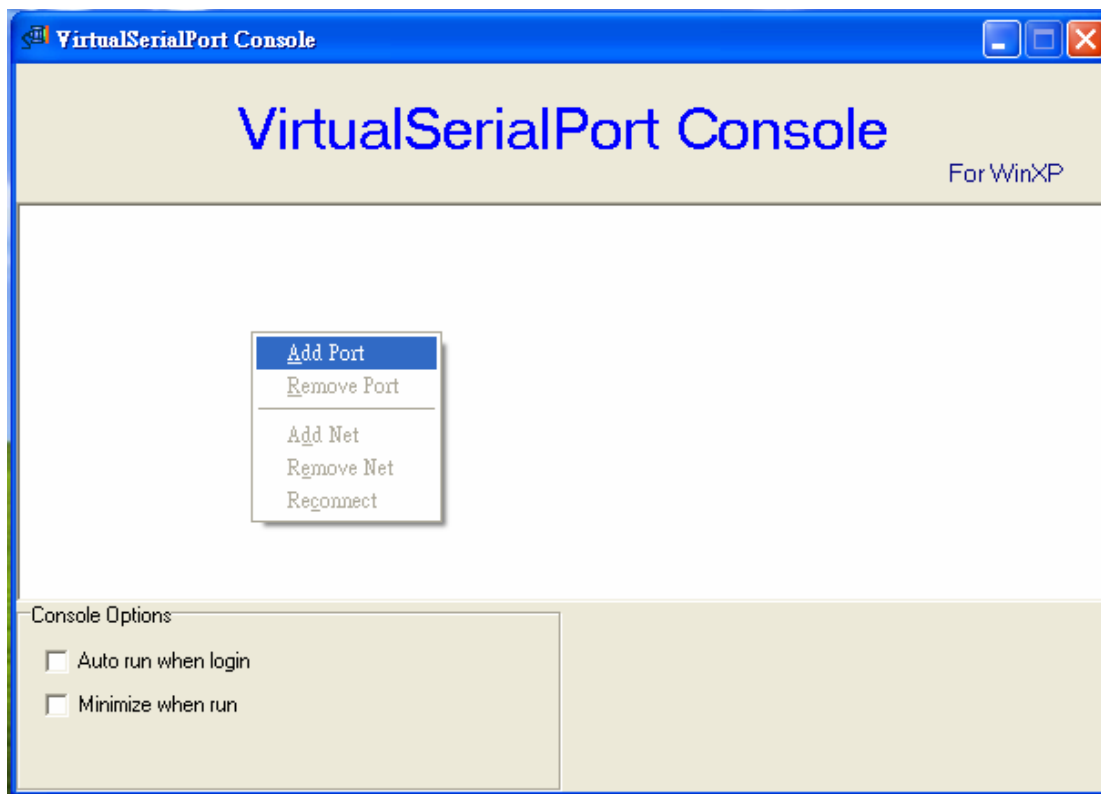 VirtualSerialPort Console
VirtualSerialPort Console
For WinXP
Add Port
Remove Port
Add Net
Remove Net
Reconnect
Console Options
Auto run when login
Minimize when run